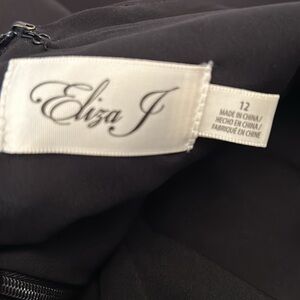 Eliza J
12
MADE IN CHINA/
HECHO EN CHINA/
FABRIQUÉ EN CHINE